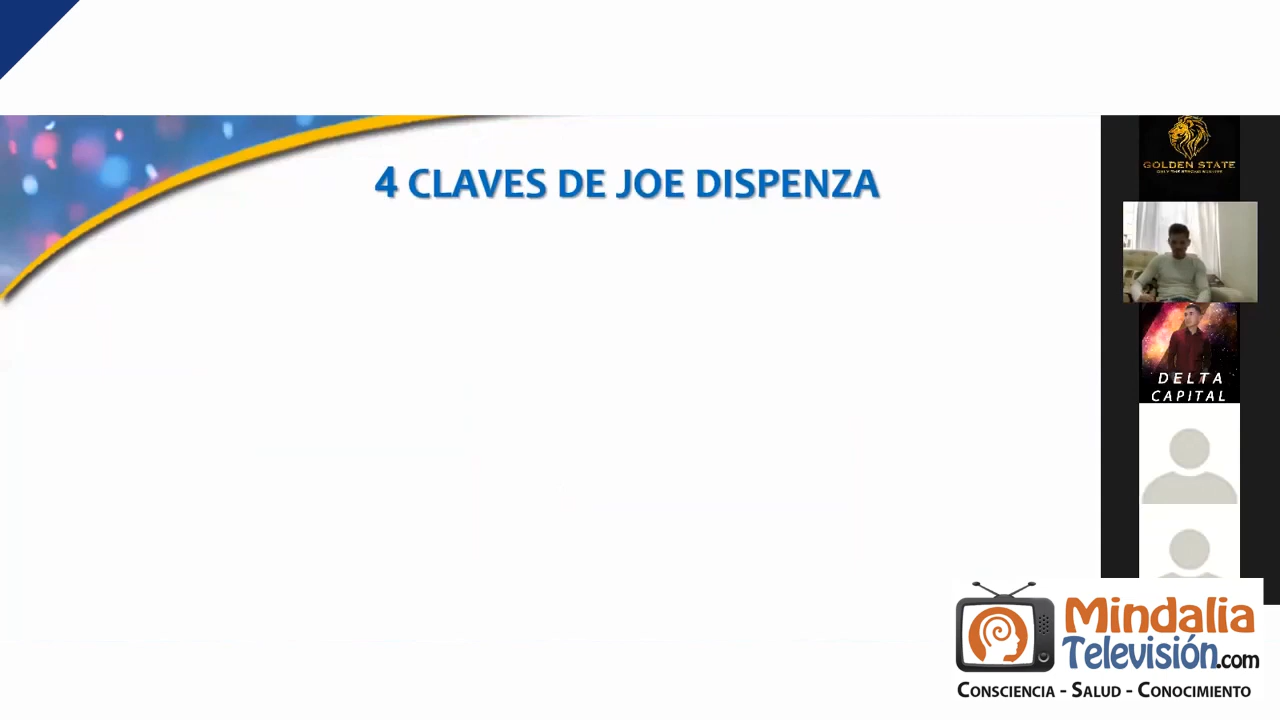 4 CLAVES DE JOE DISPENZA
GOLDEN STATE
DELTA
CAPITAL
Mindalia
Televisión.com
CONSCIENCIA - SALUD - CONOCIMIENTO